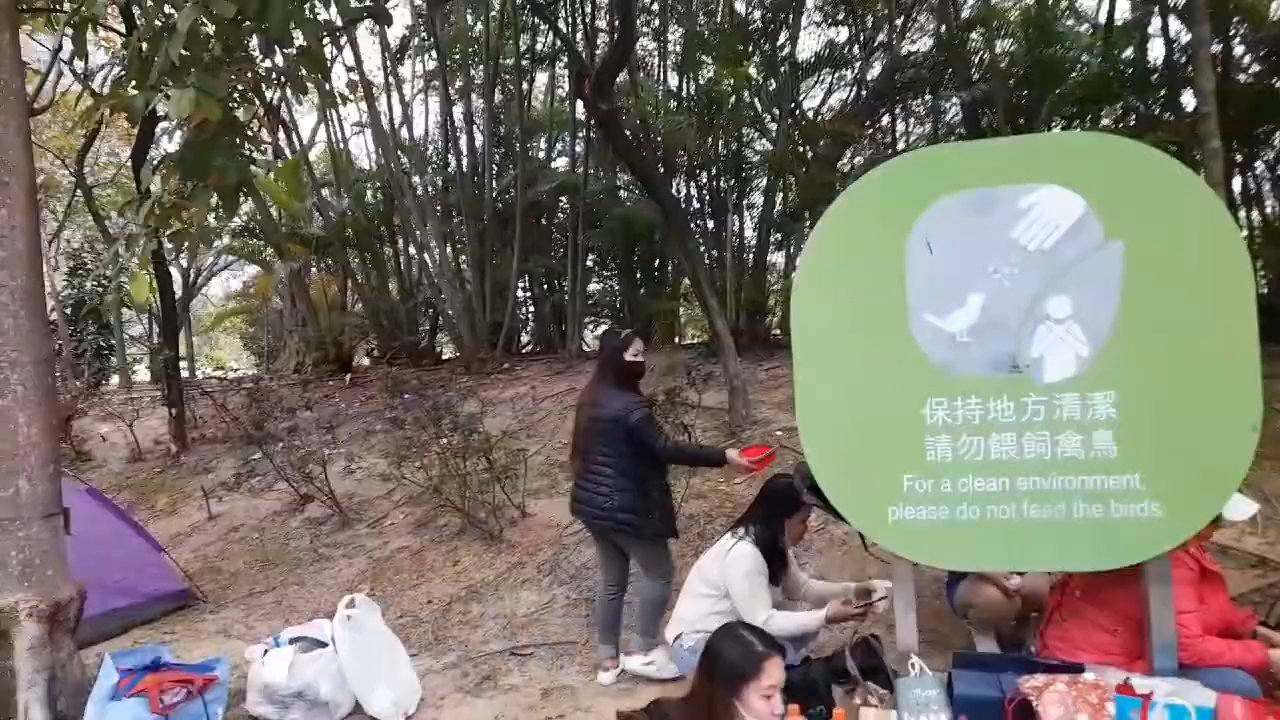 保持地方清潔
請勿餵飼禽鳥
For a clean environment,
please do not feed the birds.